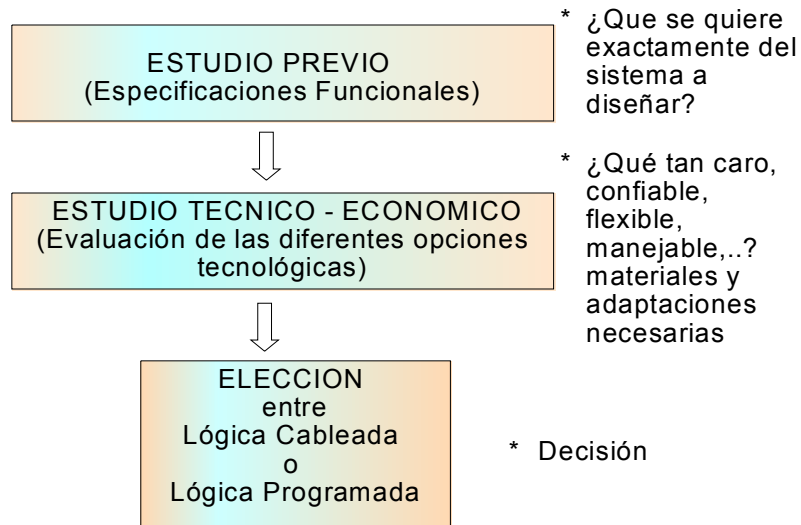 ESTUDIO PREVIO
(Especificaciones Funcionales)
* ¿Que se quiere
exactamente del
sistema a
diseñar?
ESTUDIO TECNICO - ECONOMICO
(Evaluación de las diferentes opciones
tecnológicas)
* ¿Qué tan caro,
confiable,
flexible,
manejable,..?
materiales y
adaptaciones
necesarias
ELECCION
entre
Lógica Cableada
o
Lógica Programada
* Decisión